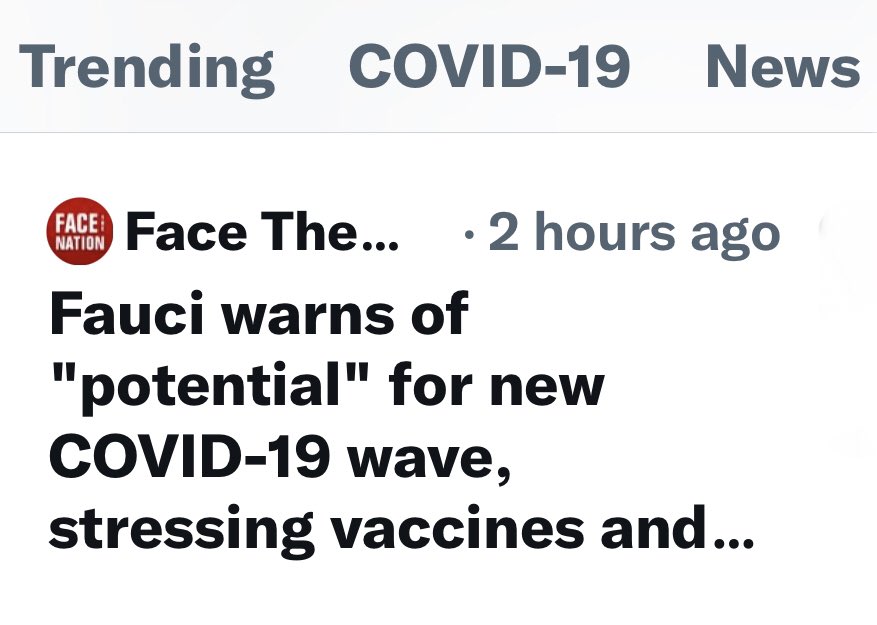 Trending COVID-19 News
FACE THE NATION
Face The... · 2 hours ago
Fauci warns of
"potential" for new
COVID-19 wave,
stressing vaccines and...